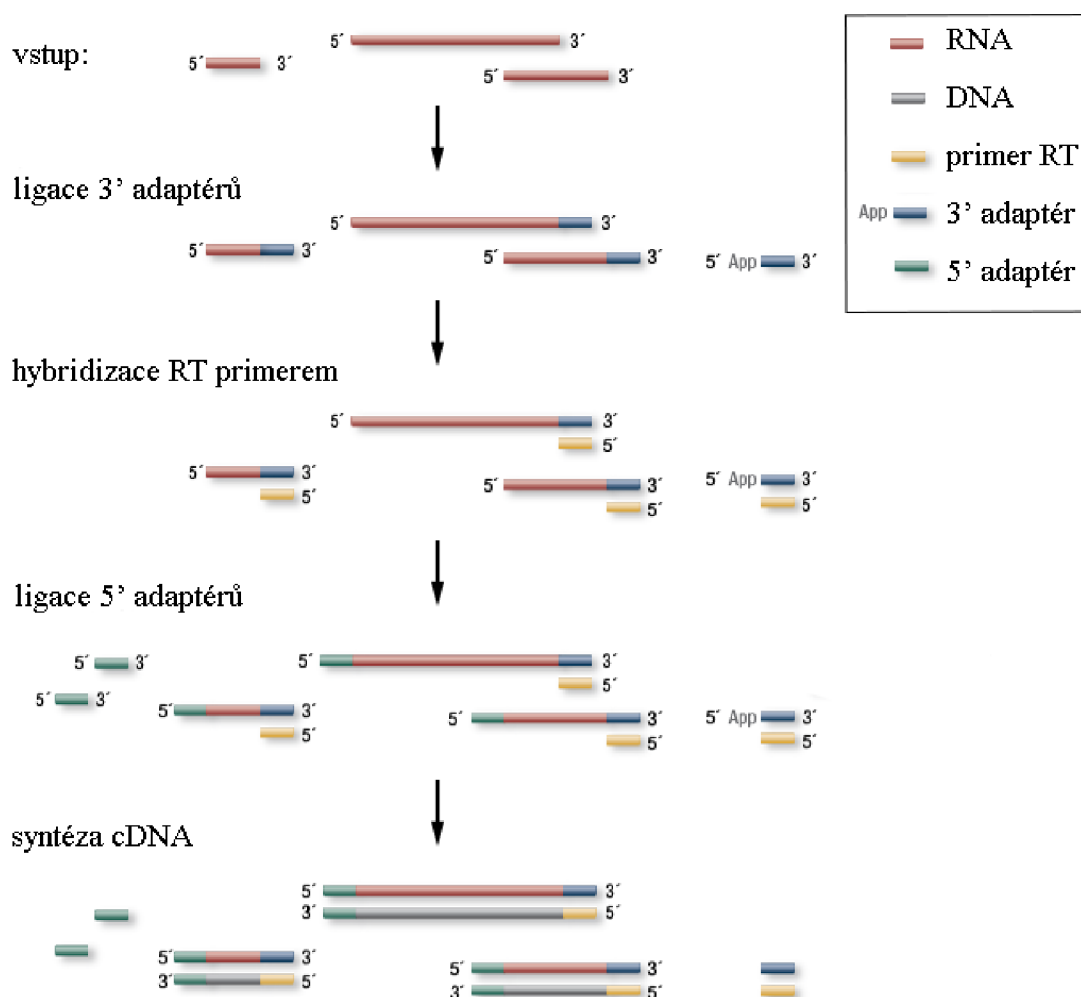 vstup:
5´ 3´
5´ 3´
5´ 3´
RNA
DNA
primer RT
App 3’ adaptér
5’ adaptér
ligace 3’ adaptérů
5´ 3´
5´ 3´
5´ 3´
5´ App 3´
hybridizace RT primerem
5´ 3´
5´
5´ 3´
5´
5´ 3´
5´
5´ App 3´
5´
ligace 5’ adaptérů
5´ 3´
5´ 3´
5´ 3´
5´
5´ 3´
5´
5´ 3´
5´
5´ App 3´
5´
syntéza cDNA
5´ 3´
3´ 5´
5´ 3´
3´ 5´
5´ 3´
3´ 5´